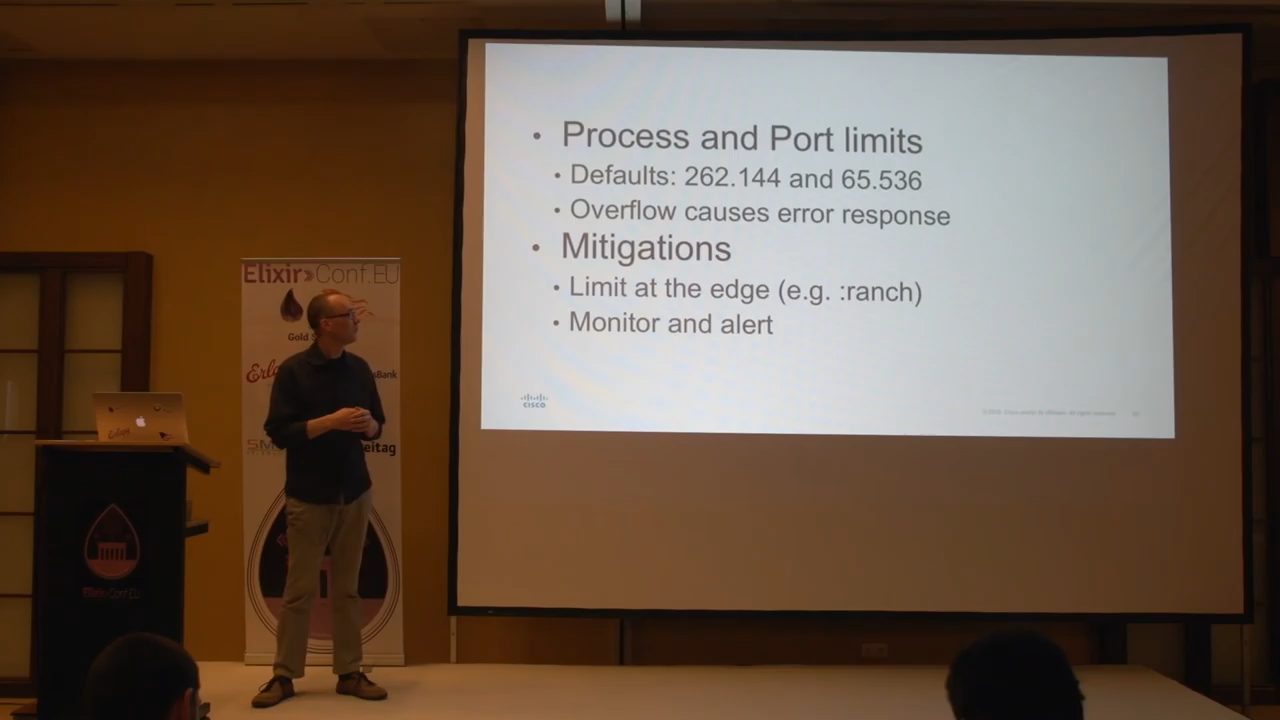 • Process and Port limits
• Defaults: 262.144 and 65.536
• Overflow causes error response
• Mitigations
• Limit at the edge (e.g. :ranch)
• Monitor and alert
CISCO
Elixir Conf.EU
Gold
Bank
eitag
ElixirConf.EU